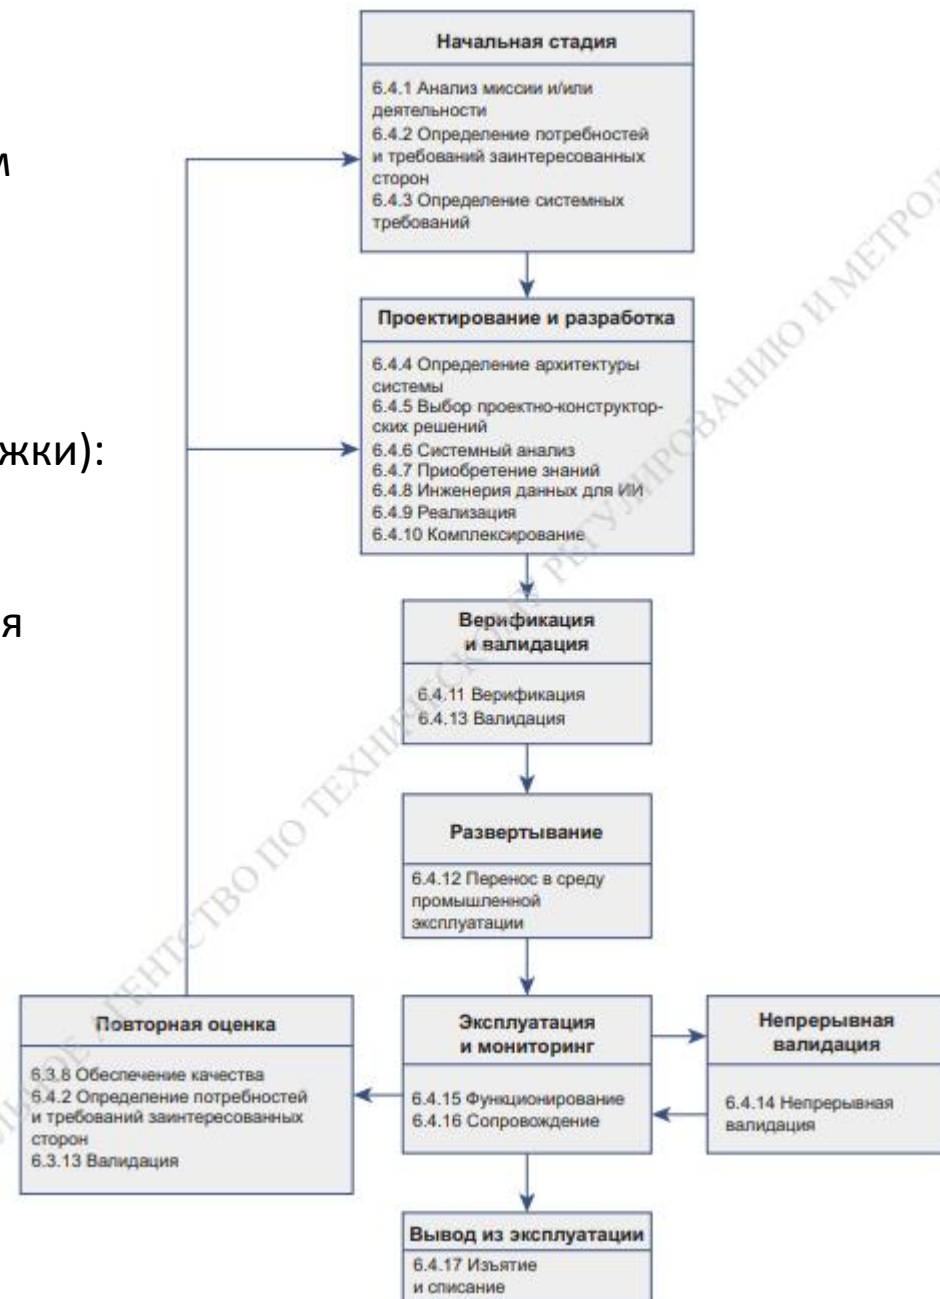 Начальная стадия
6.4.1 Анализ миссии и/или
деятельности
6.4.2 Определение потребностей
и требований заинтересованных
сторон
6.4.3 Определение системных
требований
Проектирование и разработка
6.4.4 Определение архитектуры
системы
6.4.5 Выбор проектно-конструктор-
ских решений
6.4.6 Системный анализ
6.4.7 Приобретение знаний
6.4.8 Инженерия данных для ИИ
6.4.9 Реализация
6.4.10 Комплексирование
жки):
я
Верификация
и валидация
6.4.11 Верификация
6.4.13 Валидация
Развертывание
6.4.12 Перенос в среду
промышленной
эксплуатации
Повторная оценка
6.3.8 Обеспечение качества
6.4.2 Определение потребностей
и требований заинтересованных
сторон
6.3.13 Валидация
Эксплуатация
и мониторинг
6.4.15 Функционирование
6.4.16 Сопровождение
Непрерывная
валидация
6.4.14 Непрерывная
валидация
Вывод из эксплуатации
6.4.17 Изъятие
и списание
АГЕНТСТВО ПО ТЕХНИЧЕСКОМУ РЕГУЛИРОВАНИЮ И